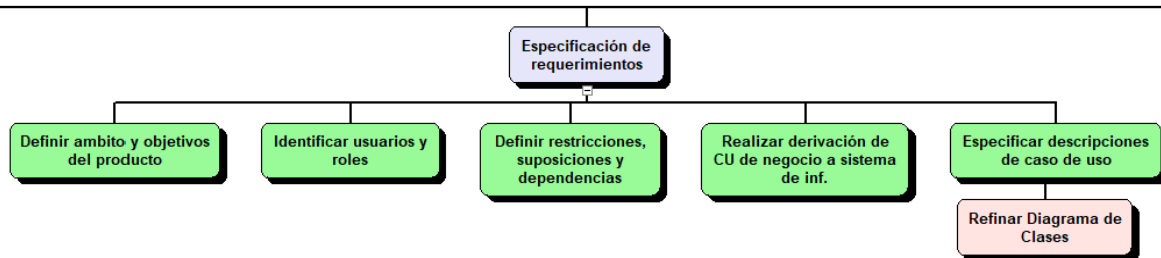 Especificación de
requerimientos
Definir ambito y objetivos
del producto
Identificar usuarios y
roles
Definir restricciones,
suposiciones y
dependencias
Realizar derivación de
CU de negocio a sistema
de inf.
Especificar descripciones
de caso de uso
Refinar Diagrama de
Clases